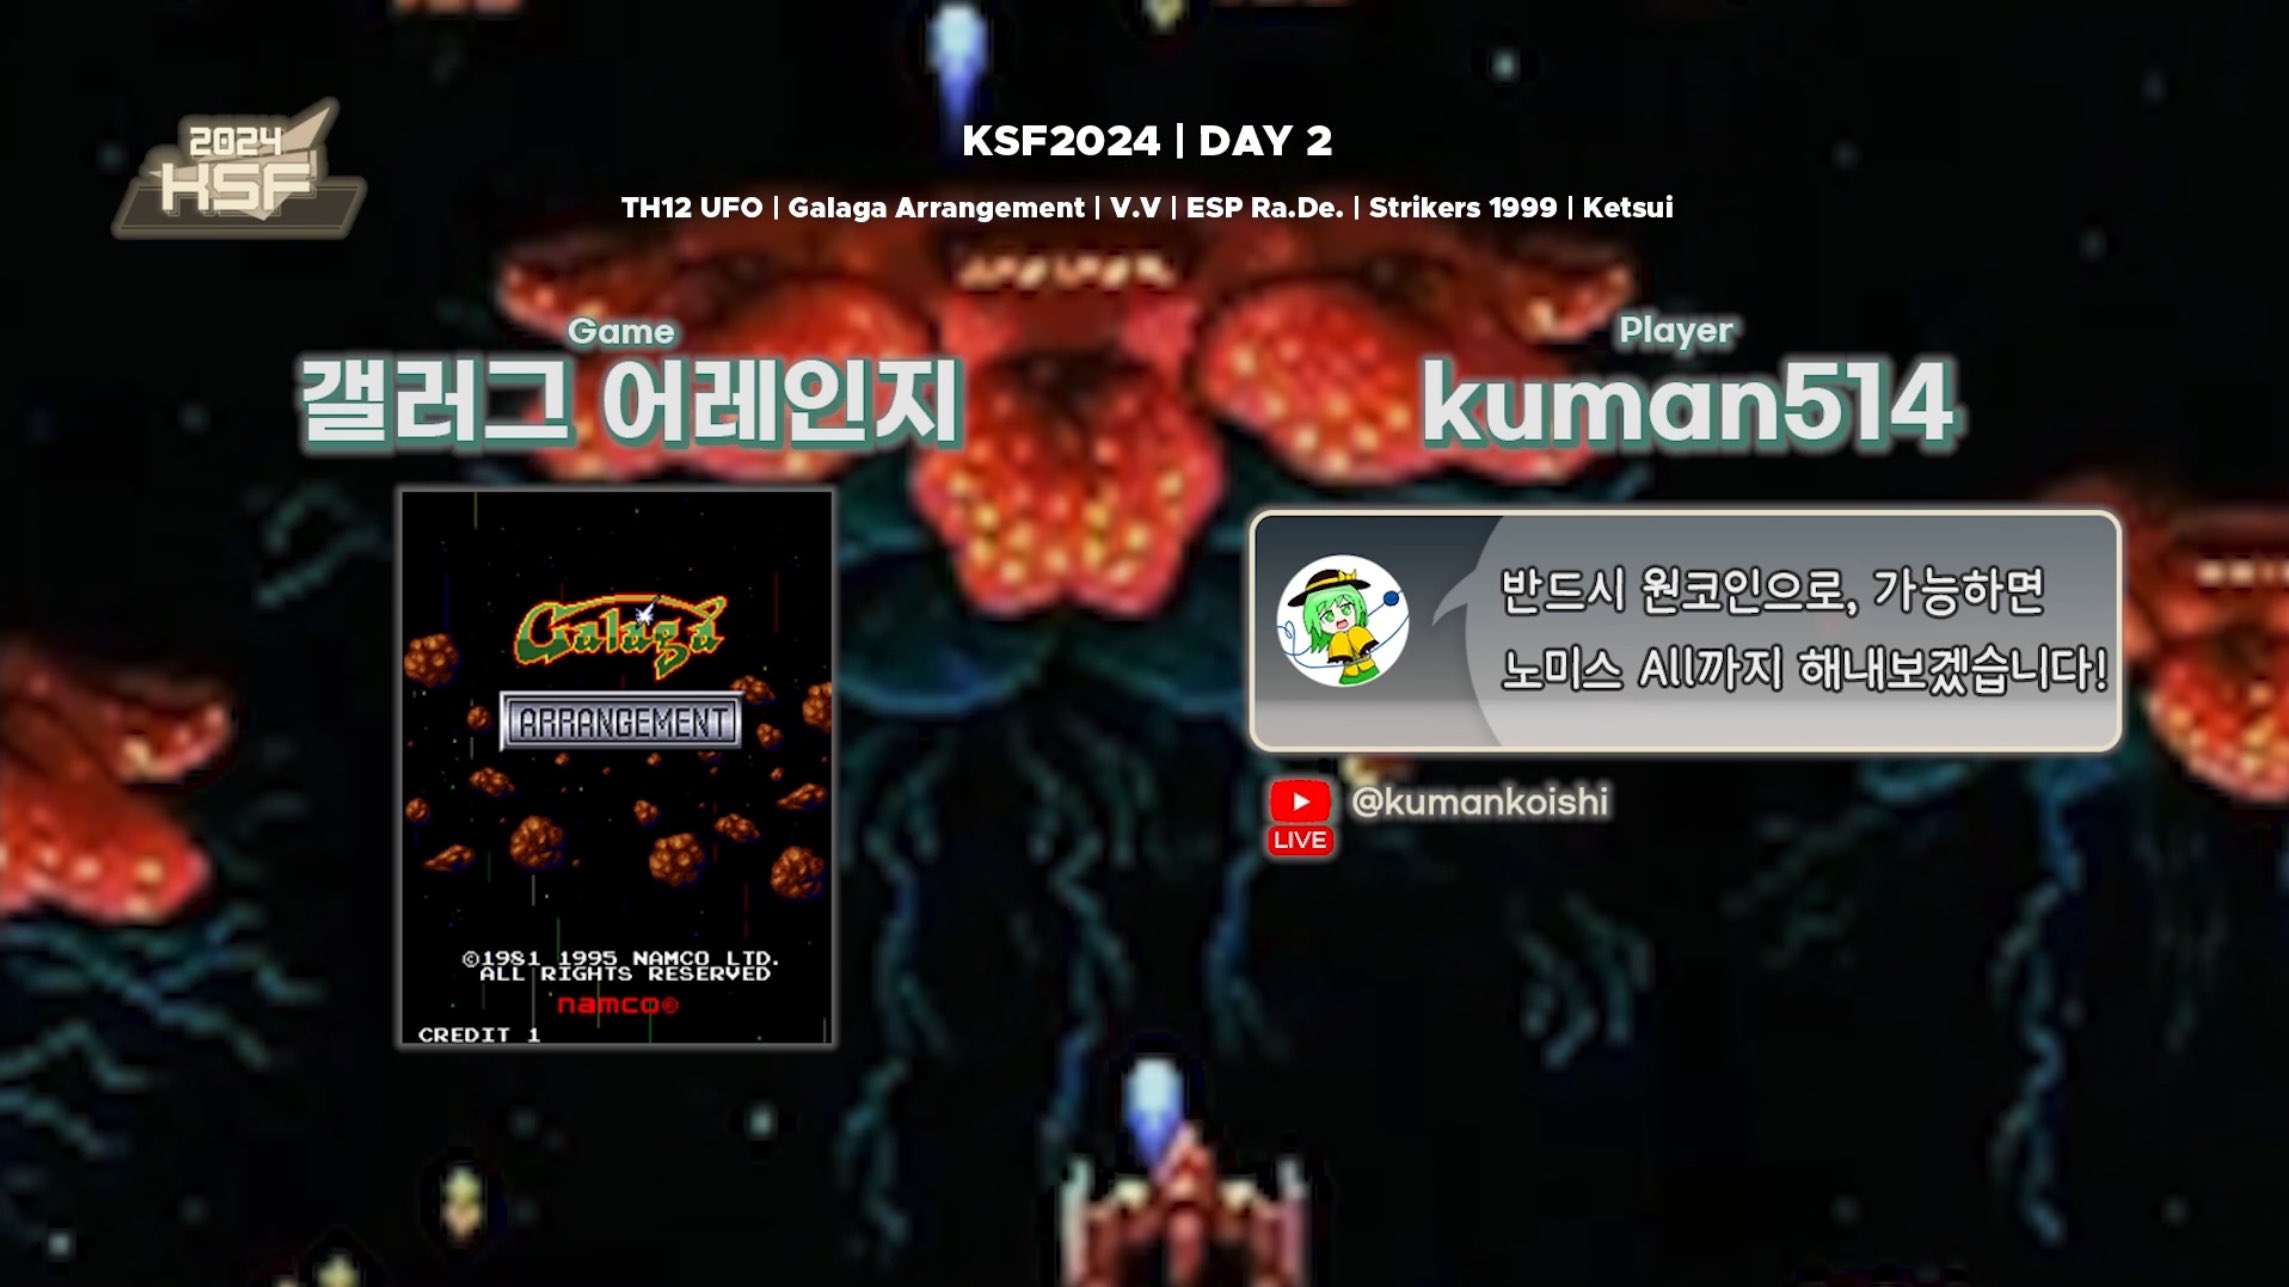 2024
KSF
KSF2024 | DAY 2
TH12 UFO | Galaga Arrangement | V.V | ESP Ra.De. | Strikers 1999 | Ketsui
Game
갤러그 어레인지
Galaga
ARRANGEMENT
©1981 1995 NAMCO LTD.
ALL RIGHTS RESERVED
namco®
CREDIT 1
Player
kuman514
반드시 원코인으로, 가능하면
노미스 All까지 해내보겠습니다!
@kumankoishi
LIVE